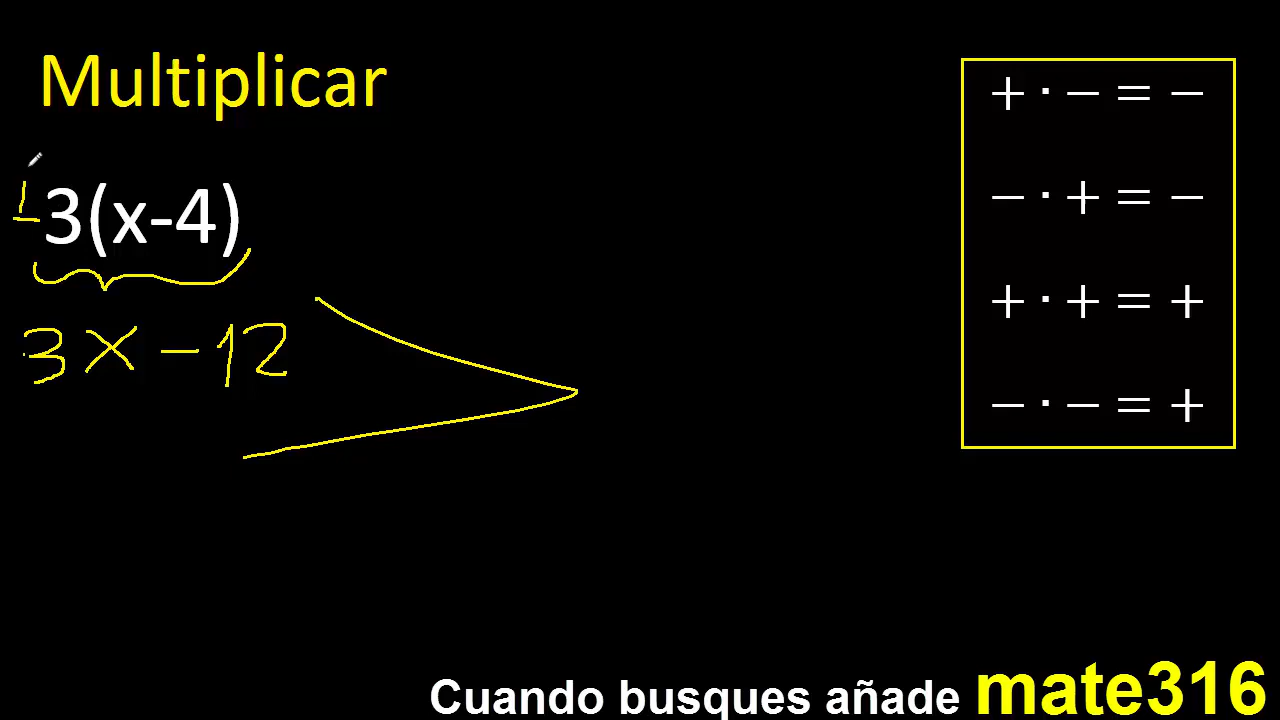 Multiplicar
+3(x-4)
3x - 12
+ · − = −
− · + = −
+ · + = +
− · − = +
Cuando busques añade mate316